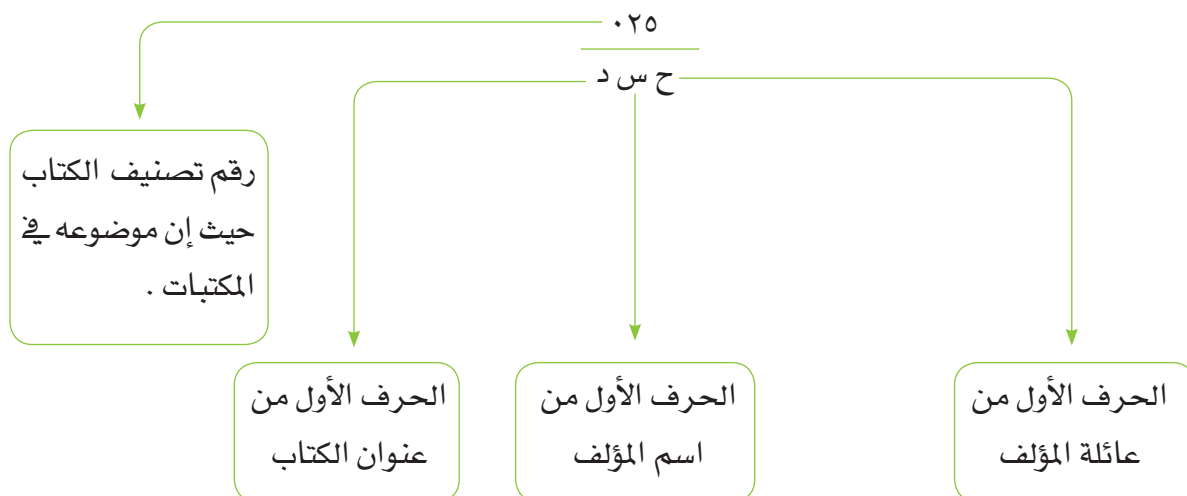 ٠٢٥
ح س د
رقم تصنيف الكتاب
حيث إن موضوعه في
المكتبات .
الحرف الأول من
عائلة المؤلف
الحرف الأول من
اسم المؤلف
الحرف الأول من
عنوان الكتاب